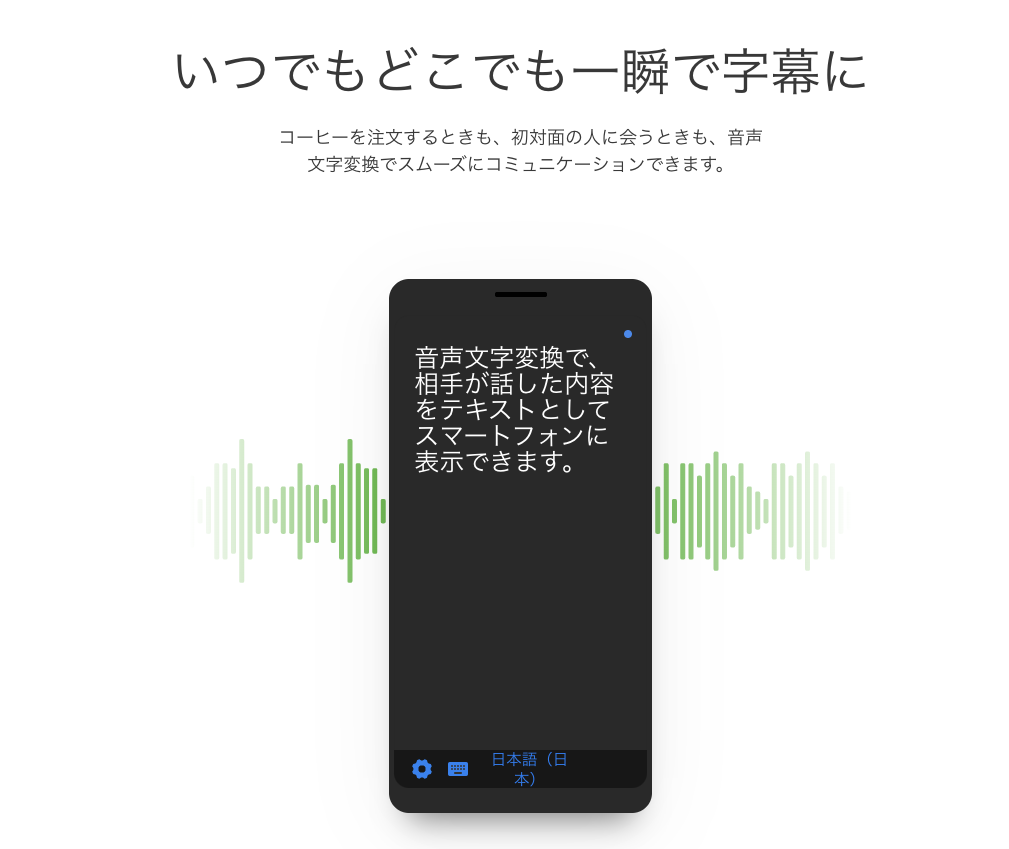 いつでもどこでも一瞬で字幕に
コーヒーを注文するときも、初対面の人に会うときも、音声
文字変換でスムーズにコミュニケーションできます。
音声文字変換で、
相手が話した内容
をテキストとして
スマートフォンに
表示できます。
日本語（日
本）